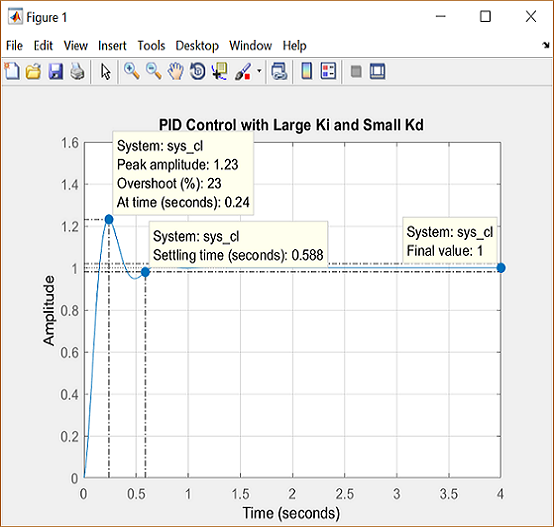 Figure 1
File Edit View Insert Tools Desktop Window Help
PID Control with Large Ki and Small Kd
System: sys_cl
Peak amplitude: 1.23
Overshoot (%): 23
At time (seconds): 0.24
System: sys_cl
Settling time (seconds): 0.588
System: sys_cl
Final value: 1
Amplitude
1.6
1.4
1.2
1
0.8
0.6
0.4
0.2
0
0 0.5 1 1.5 2 2.5 3 3.5 4
Time (seconds)